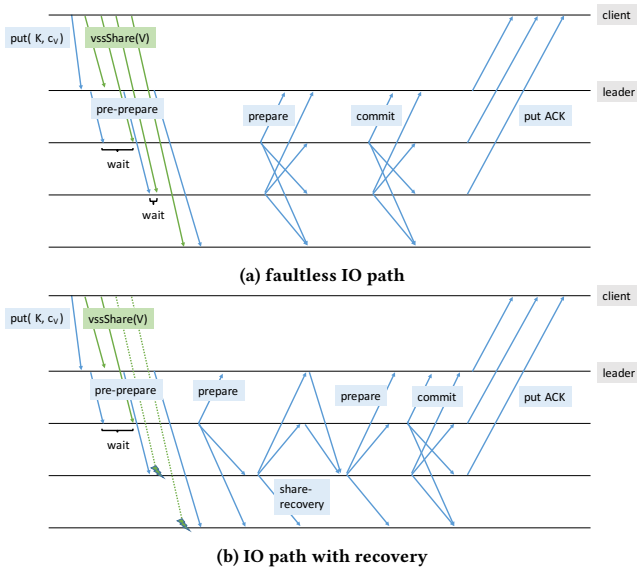 client
put( K, cᵥ)
vssShare(V)
leader
pre-prepare
prepare
commit
put ACK
wait
wait
(a) faultless IO path
client
put( K, cᵥ)
vssShare(V)
leader
pre-prepare
prepare
prepare
commit
put ACK
wait
share-
recovery
(b) IO path with recovery